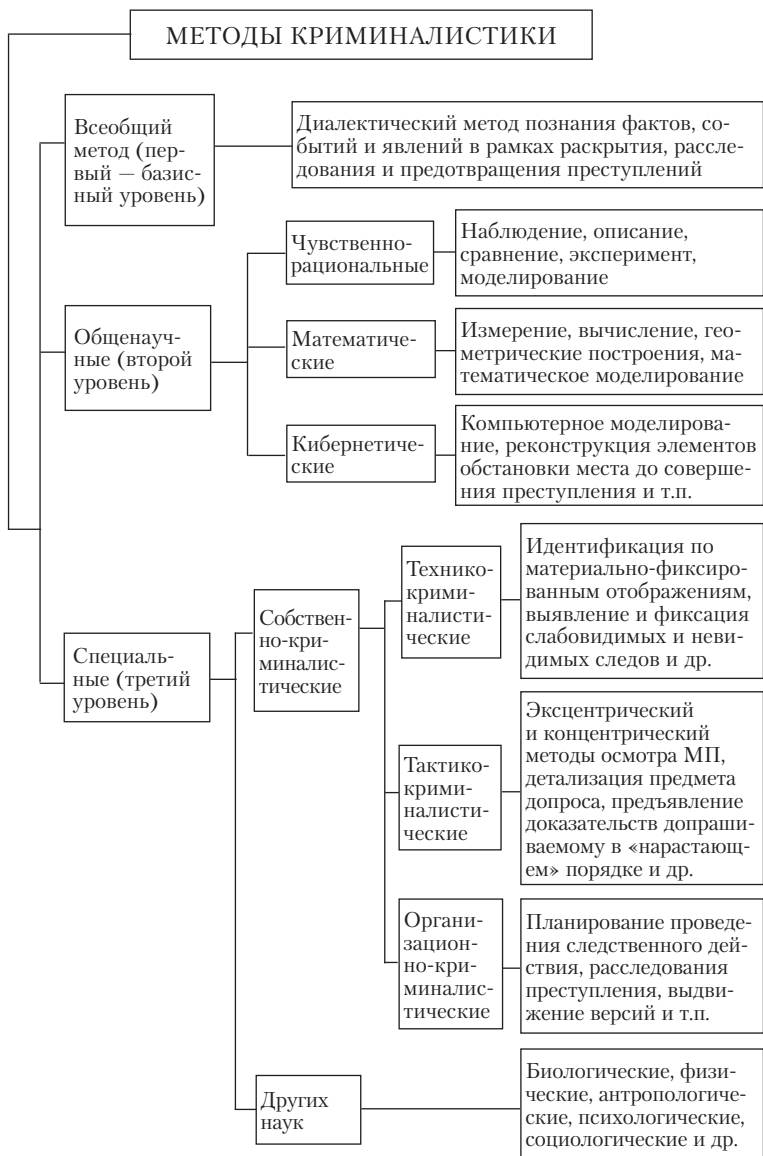 МЕТОДЫ КРИМИНАЛИСТИКИ
Всеобщий
метод (пер-
вый — базис-
ный уровень)
Диалектический метод познания фактов, со-
бытий и явлений в рамках раскрытия, рассле-
дования и предотвращения преступлений
Общенауч-
ные (второй
уровень)
Чувственно-
рациональные
Наблюдение, описание,
сравнение, эксперимент,
моделирование
Математиче-
ские
Измерение, вычисление, гео-
метрические построения, ма-
тематическое моделирование
Кибернетиче-
ские
Компьютерное моделирова-
ние, реконструкция элементов
обстановки места до соверше-
ния преступления и т.п.
Специаль-
ные (третий
уровень)
Собствен-
но-кри-
миналис-
тические
Технико-
крими-
налисти-
ческие
Идентификация по
материально-фиксиро-
ванным отображениям,
выявление и фиксация
слабовидимых и неви-
димых следов и др.
Тактико-
крими-
налисти-
ческие
Эксцентрический
и концентрический
методы осмотра МП,
детализация предмета
допроса, предъявление
доказательств допраши-
ваемому в «нарастающ-
ем» порядке и др.
Органи-
зацион-
но-кри-
миналис-
тические
Планирование проведе-
ния следственного дей-
ствия, расследования
преступления, выдви-
жение версий и т.п.
Других
наук
Биологические, физи-
ческие, антропологиче-
ские, психологические,
социологические и др.